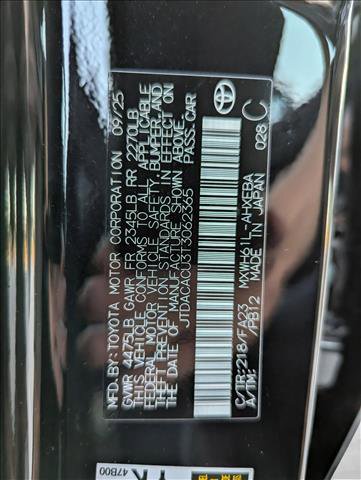 MFD.BY:TOYOTA MOTOR CORPORATION 09/25
GVWR 4475LB GAWR FR 2345LB RR 2270LB
THIS VEHICLE CONFORMS TO ALL APPLICABLE
FEDERAL MOTOR VEHICLE SAFETY, BUMPER, AND
THEFT PREVENTION STANDARDS IN EFFECT ON
THE DATE OF MANUFACTURE SHOWN ABOVE.
JTDACACU3T3062365 PASS.CAR
C/TR:218/FA23 MXWH61L-AHXEBA
A/TM: /PB12 MADE IN JAPAN
028 C
TOYOTA
47B00